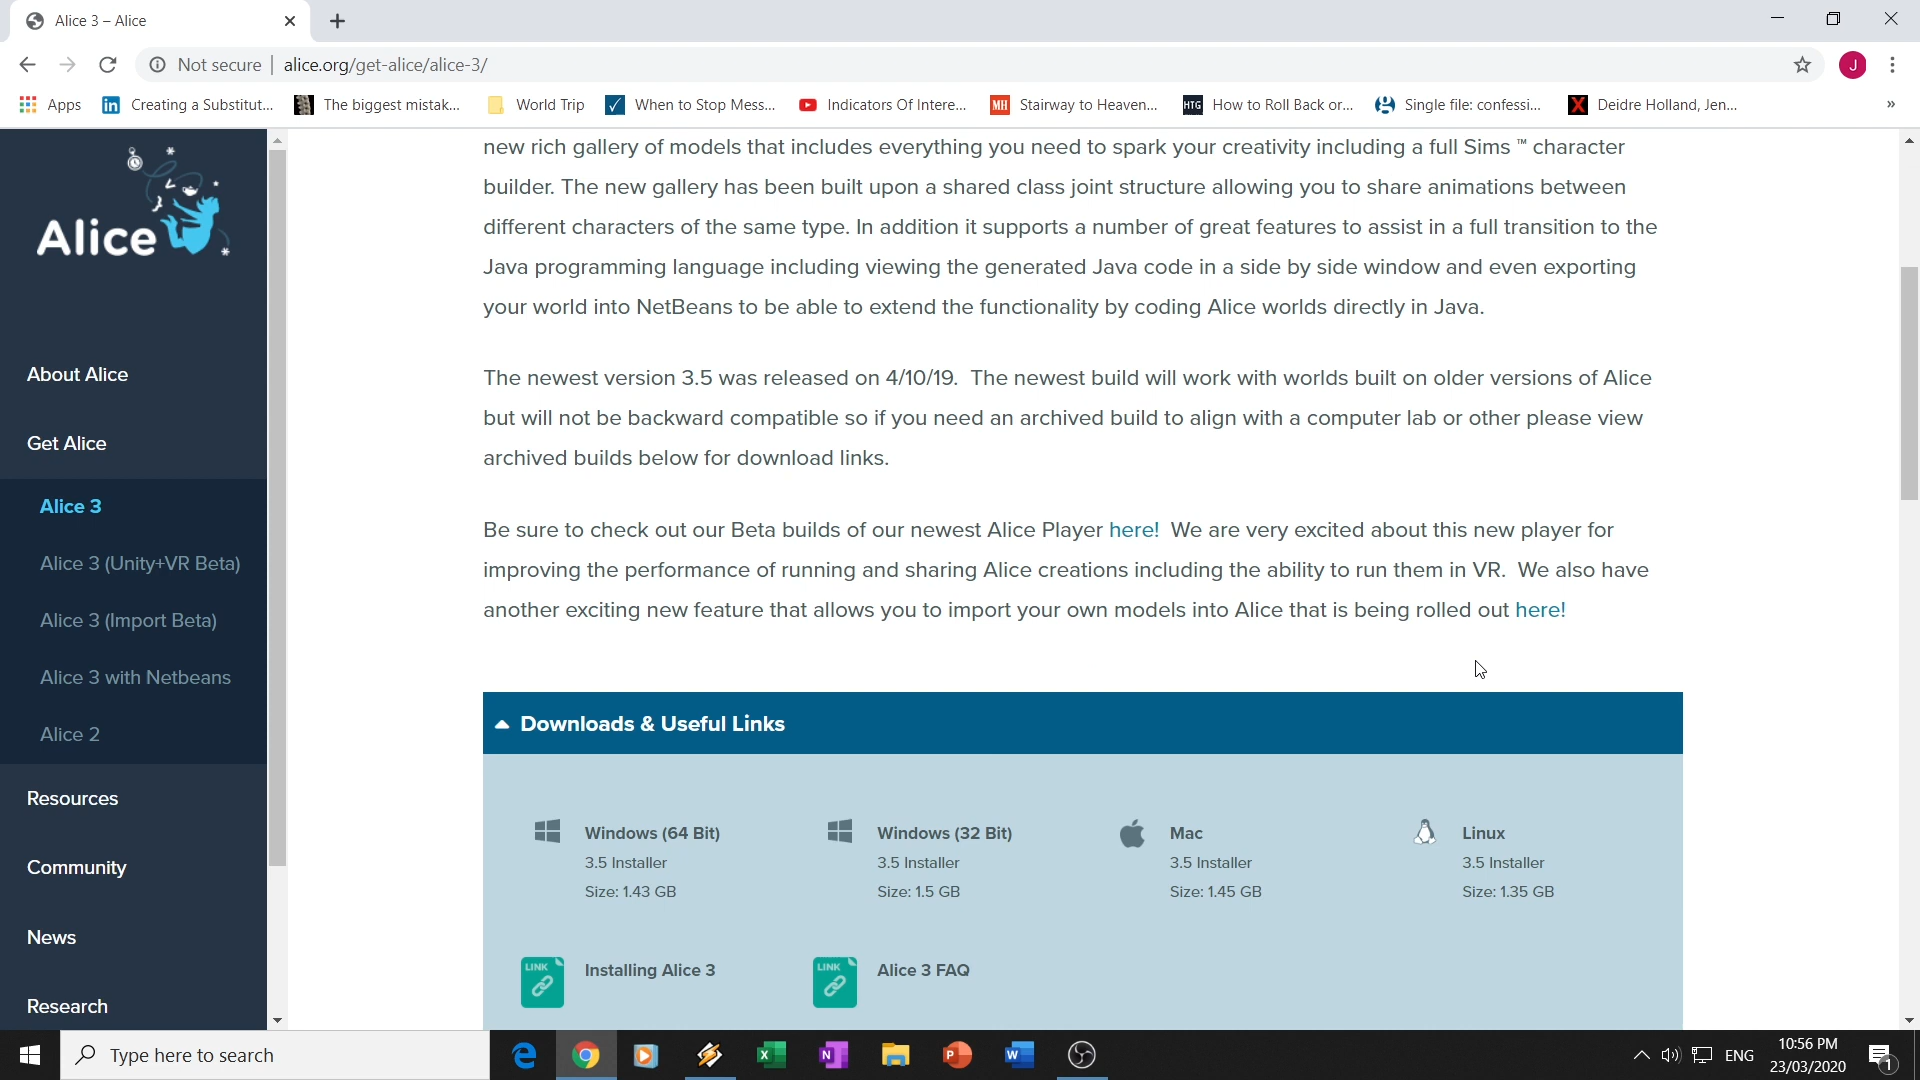 Alice 3 – Alice
Not secure | alice.org/get-alice/alice-3/
J
Apps
in Creating a Substitut...
The biggest mistak...
World Trip
When to Stop Mess...
Indicators Of Intere...
MH Stairway to Heaven...
HTG How to Roll Back or...
Single file: confessi...
X Deidre Holland, Jen...
»
Alice
About Alice
Get Alice
Alice 3
Alice 3 (Unity+VR Beta)
Alice 3 (Import Beta)
Alice 3 with Netbeans
Alice 2
Resources
Community
News
Research
new rich gallery of models that includes everything you need to spark your creativity including a full Sims ™ character
builder. The new gallery has been built upon a shared class joint structure allowing you to share animations between
different characters of the same type. In addition it supports a number of great features to assist in a full transition to the
Java programming language including viewing the generated Java code in a side by side window and even exporting
your world into NetBeans to be able to extend the functionality by coding Alice worlds directly in Java.
The newest version 3.5 was released on 4/10/19. The newest build will work with worlds built on older versions of Alice
but will not be backward compatible so if you need an archived build to align with a computer lab or other please view
archived builds below for download links.
Be sure to check out our Beta builds of our newest Alice Player here! We are very excited about this new player for
improving the performance of running and sharing Alice creations including the ability to run them in VR. We also have
another exciting new feature that allows you to import your own models into Alice that is being rolled out here!
Downloads & Useful Links
Windows (64 Bit)
3.5 Installer
Size: 1.43 GB
Windows (32 Bit)
3.5 Installer
Size: 1.5 GB
Mac
3.5 Installer
Size: 1.45 GB
Linux
3.5 Installer
Size: 1.35 GB
LINK
Installing Alice 3
LINK
Alice 3 FAQ
Type here to search
ENG
10:56 PM
23/03/2020
1